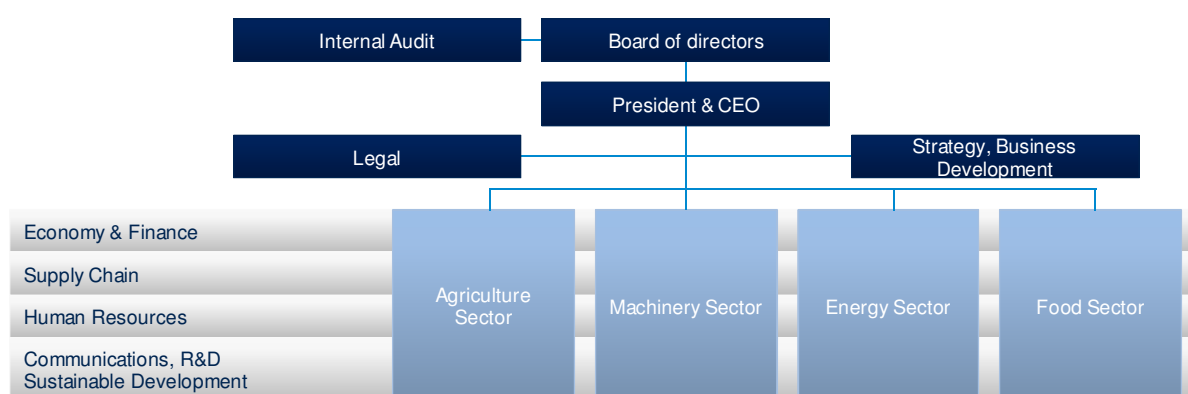 Internal Audit
Board of directors
President & CEO
Legal
Strategy, Business
Development
Economy & Finance
Supply Chain
Human Resources
Communications, R&D
Sustainable Development
Agriculture
Sector
Machinery Sector
Energy Sector
Food Sector